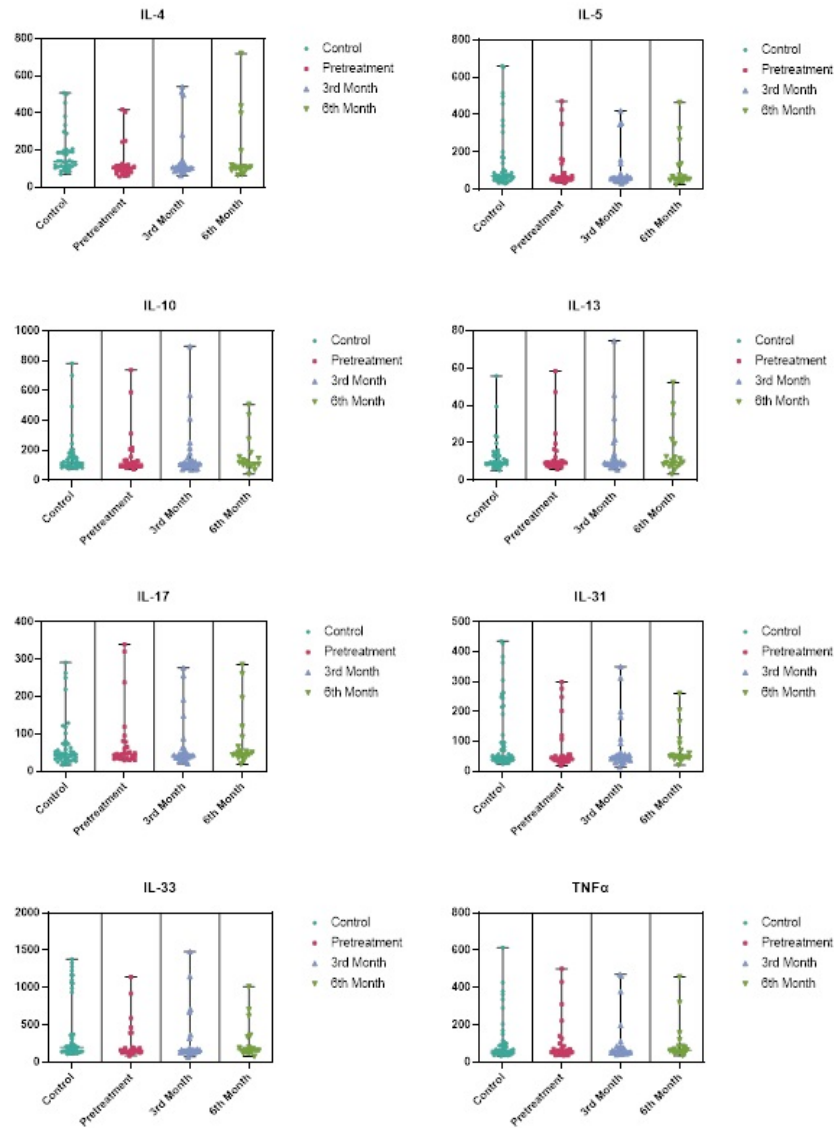 IL-4
800
600
400
200
0
Control
Pretreatment
3rd Month
6th Month
Control
Pretreatment
3rd Month
6th Month
IL-5
800
600
400
200
0
Control
Pretreatment
3rd Month
6th Month
Control
Pretreatment
3rd Month
6th Month
IL-10
1000
800
600
400
200
0
Control
Pretreatment
3rd Month
6th Month
Control
Pretreatment
3rd Month
6th Month
IL-13
80
60
40
20
0
Control
Pretreatment
3rd Month
6th Month
Control
Pretreatment
3rd Month
6th Month
IL-17
400
300
200
100
0
Control
Pretreatment
3rd Month
6th Month
Control
Pretreatment
3rd Month
6th Month
IL-31
500
400
300
200
100
0
Control
Pretreatment
3rd Month
6th Month
Control
Pretreatment
3rd Month
6th Month
IL-33
2000
1500
1000
500
0
Control
Pretreatment
3rd Month
6th Month
Control
Pretreatment
3rd Month
6th Month
TNFα
800
600
400
200
0
Control
Pretreatment
3rd Month
6th Month
Control
Pretreatment
3rd Month
6th Month